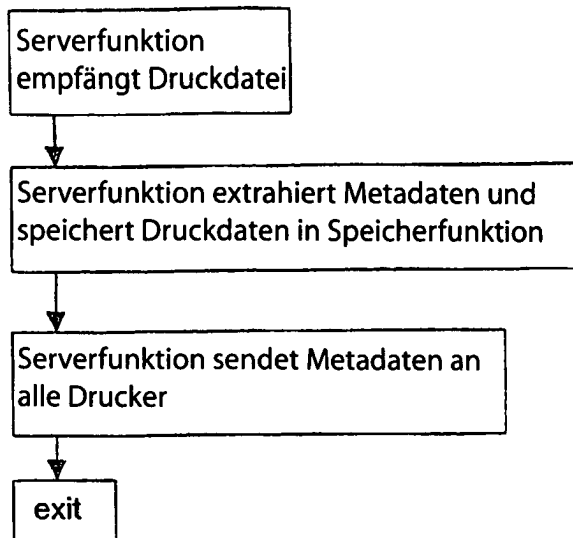 Serverfunktion
empfängt Druckdatei
Serverfunktion extrahiert Metadaten und
speichert Druckdaten in Speicherfunktion
Serverfunktion sendet Metadaten an
alle Drucker
exit